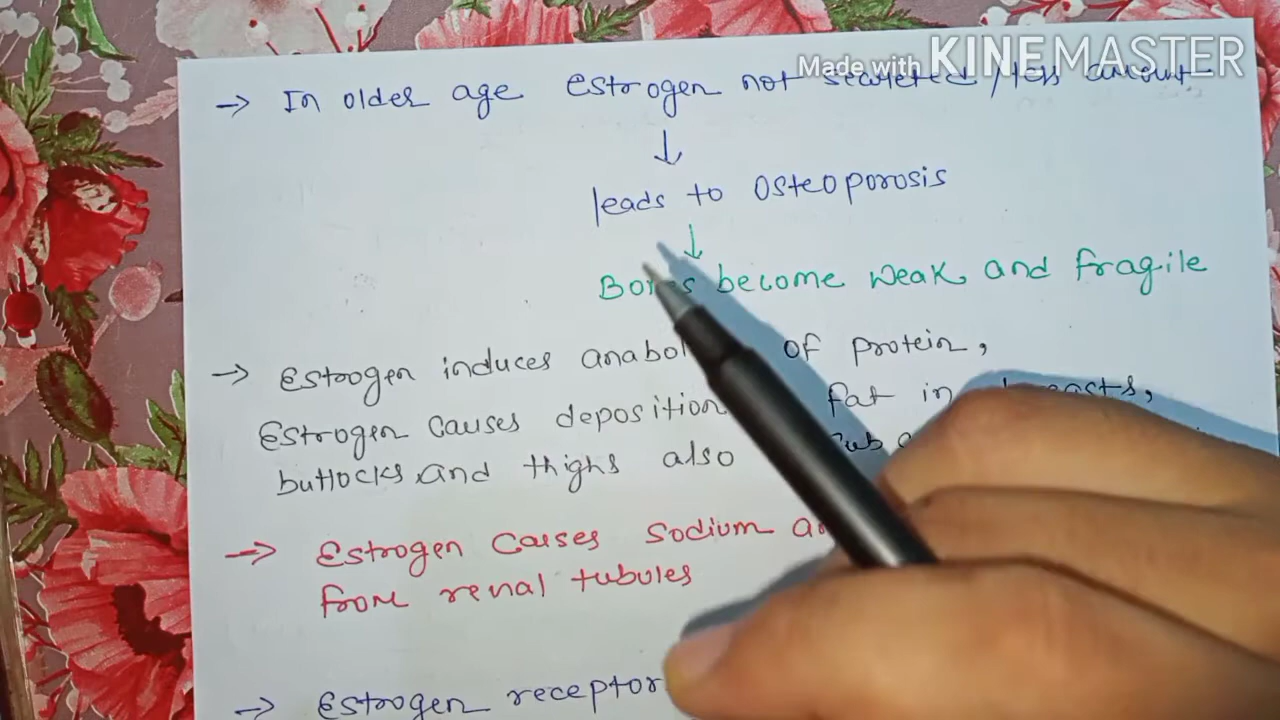 Made with KINEMASTER
→ In older age Estrogen not secreted / less amount
↓
leads to Osteoporosis
↓
Bones become weak and fragile
→ Estrogen induces anabol of protein,
Estrogen causes deposition fat in breasts,
buttocks and thighs also sub
→ Estrogen causes sodium
from renal tubules
→ Estrogen receptor